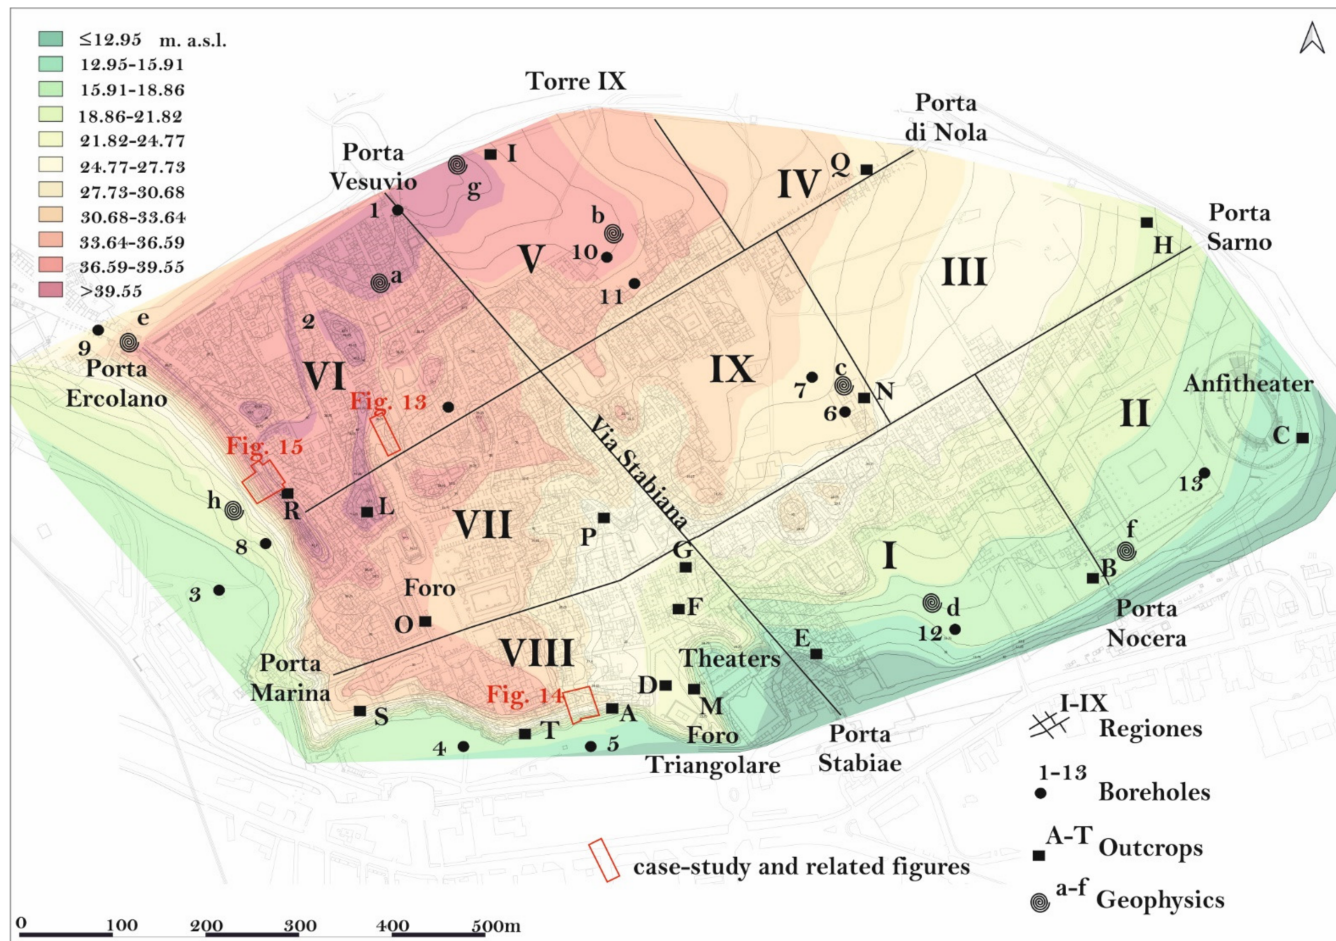 ≤12.95 m. a.s.l.
12.95-15.91
15.91-18.86
18.86-21.82
21.82-24.77
24.77-27.73
27.73-30.68
30.68-33.64
33.64-36.59
36.59-39.55
>39.55
Torre IX
Porta
di Nola
Porta
Vesuvio
Porta
Sarno
Porta
Ercolano
Anfitheater
I
g
Q
IV
1
b
10
V
H
a
11
III
2
9
e
VI
IX
7
c
N
6
Fig. 13
II
C
Fig. 15
Via Stabiana
13
h
R
L
VII
P
G
f
8
I
B
3
Foro
F
d
12
O
Porta
Nocera
VIII
Theaters
E
Porta
Marina
Fig. 14
D
M
S
A
T
4
5
Foro
Triangolare
Porta
Stabiae
I-IX
Regiones
1-13
Boreholes
A-T
Outcrops
a-f
Geophysics
case-study and related figures
0 100 200 300 400 500m